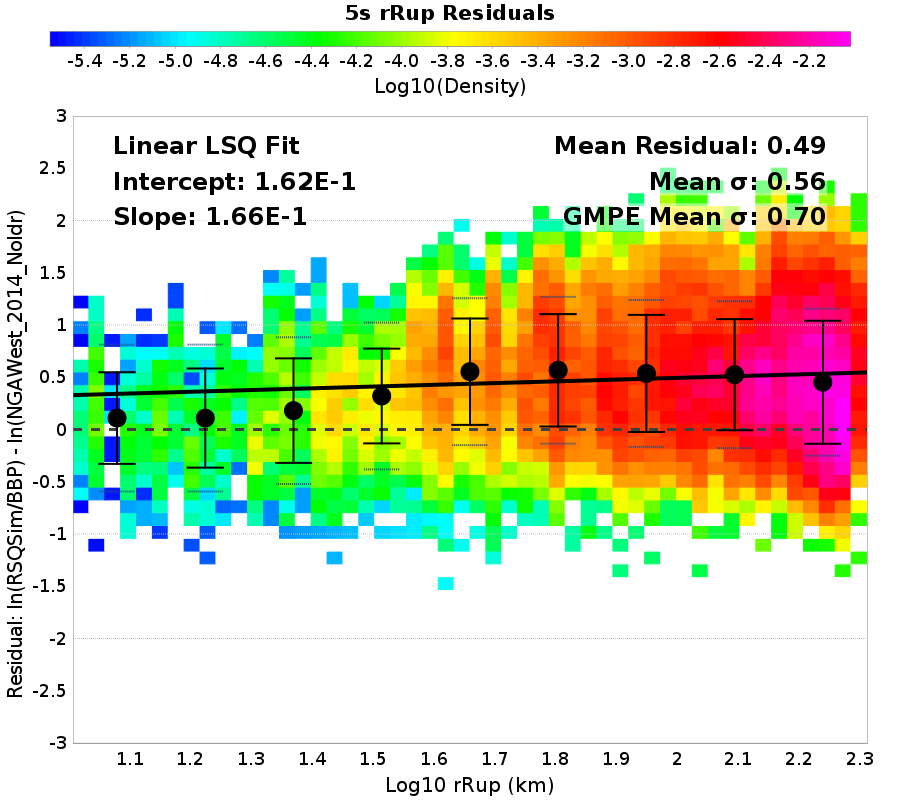 5s rRup Residuals
-5.4 -5.2 -5.0 -4.8 -4.6 -4.4 -4.2 -4.0 -3.8 -3.6 -3.4 -3.2 -3.0 -2.8 -2.6 -2.4 -2.2
Log10(Density)
Linear LSQ Fit
Intercept: 1.62E-1
Slope: 1.66E-1
Mean Residual: 0.49
Mean σ: 0.56
GMPE Mean σ: 0.70
Residual: ln(RSQSim/BBP) - ln(NGAWest_2014_NoIdr)
3
2.5
2
1.5
1
0.5
0
-0.5
-1
-1.5
-2
-2.5
-3
1.1 1.2 1.3 1.4 1.5 1.6 1.7 1.8 1.9 2 2.1 2.2 2.3
Log10 rRup (km)